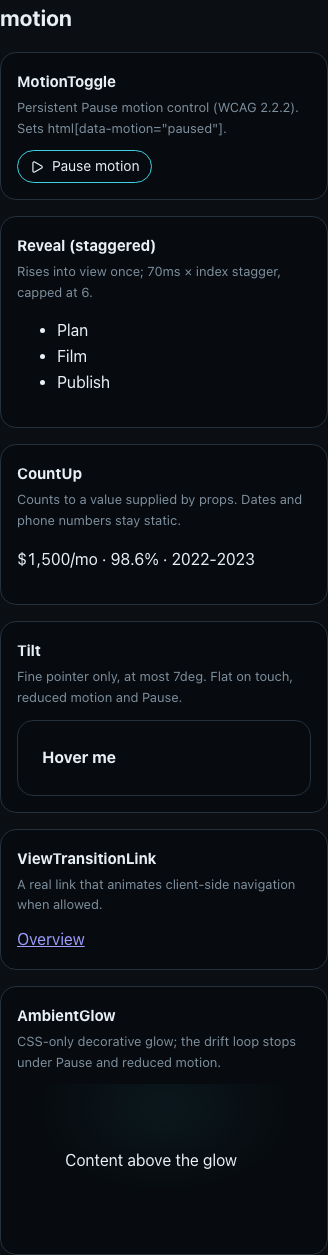 motion
MotionToggle
Persistent Pause motion control (WCAG 2.2.2).
Sets html[data-motion="paused"].
Pause motion
Reveal (staggered)
Rises into view once; 70ms × index stagger,
capped at 6.
• Plan
• Film
• Publish
CountUp
Counts to a value supplied by props. Dates and
phone numbers stay static.
$1,500/mo · 98.6% · 2022-2023
Tilt
Fine pointer only, at most 7deg. Flat on touch,
reduced motion and Pause.
Hover me
ViewTransitionLink
A real link that animates client-side navigation
when allowed.
Overview
AmbientGlow
CSS-only decorative glow; the drift loop stops
under Pause and reduced motion.
Content above the glow